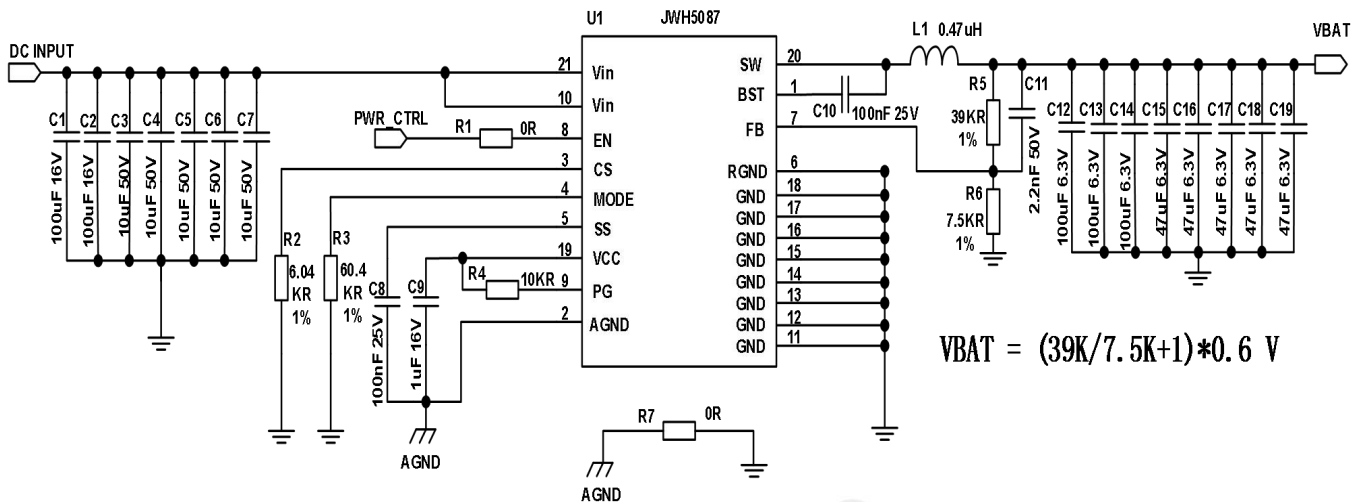 U1 JWH5087
DC INPUT
VBAT
L1 0.47uH
21 Vin
10 Vin
8 EN
3 CS
4 MODE
5 SS
19 VCC
9 PG
2 AGND
SW 20
BST 1
FB 7
RGND 6
GND 18
GND 17
GND 16
GND 15
GND 14
GND 13
GND 12
GND 11
PWR_CTRL
R1 0R
C1 100uF 16V
C2 100uF 16V
C3 10uF 50V
C4 10uF 50V
C5 10uF 50V
C6 10uF 50V
C7 10uF 50V
R2
6.04
KR
1%
R3
60.4
KR
1%
C8 100nF 25V
C9 1uF 16V
R4 10KR
AGND
C10 100nF 25V
R5
39KR
1%
C11 2.2nF 50V
R6
7.5KR
1%
C12 100uF 6.3V
C13 100uF 6.3V
C14 100uF 6.3V
C15 47uF 6.3V
C16 47uF 6.3V
C17 47uF 6.3V
C18 47uF 6.3V
C19 47uF 6.3V
VBAT = (39K/7.5K+1)*0.6 V
R7 0R
AGND